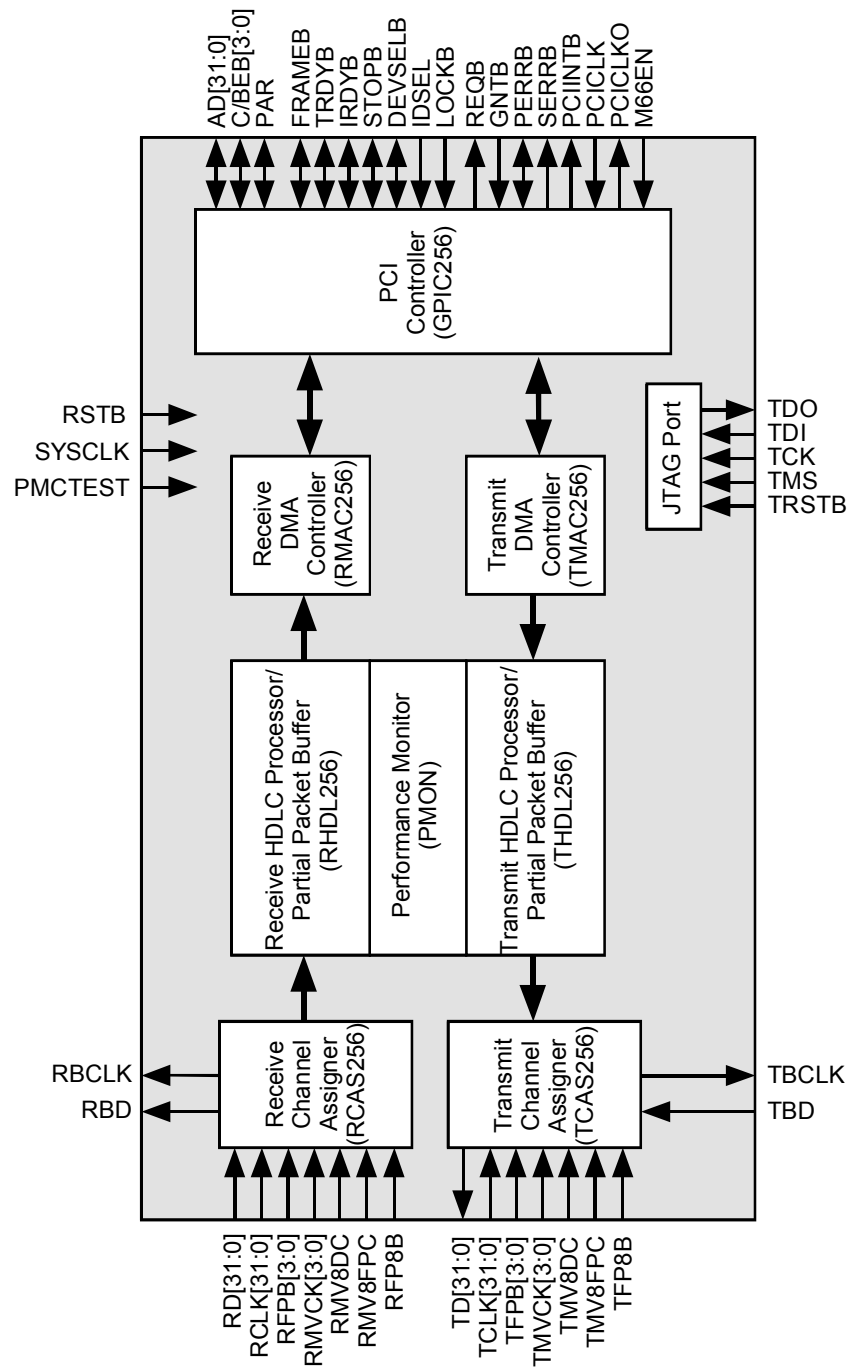 AD[31:0]
C/BEB[3:0]
PAR
FRAMEB
TRDYB
IRDYB
STOPB
DEVSELB
IDSEL
LOCKB
REQB
GNTB
PERRB
SERRB
PCIINTB
PCICLK
PCICLKO
M66EN
PCI
Controller
(GPIC256)
RSTB
SYSCLK
PMCTEST
Receive
DMA
Controller
(RMAC256)
Transmit
DMA
Controller
(TMAC256)
JTAG Port
TDO
TDI
TCK
TMS
TRSTB
Receive HDLC Processor/
Partial Packet Buffer
(RHDL256)
Performance Monitor
(PMON)
Transmit HDLC Processor/
Partial Packet Buffer
(THDL256)
RBCLK
RBD
Receive
Channel
Assigner
(RCAS256)
Transmit
Channel
Assigner
(TCAS256)
TBCLK
TBD
RD[31:0]
RCLK[31:0]
RFPB[3:0]
RMVCK[3:0]
RMV8DC
RMV8FPC
RFP8B
TD[31:0]
TCLK[31:0]
TFPB[3:0]
TMVCK[3:0]
TMV8DC
TMV8FPC
TFP8B